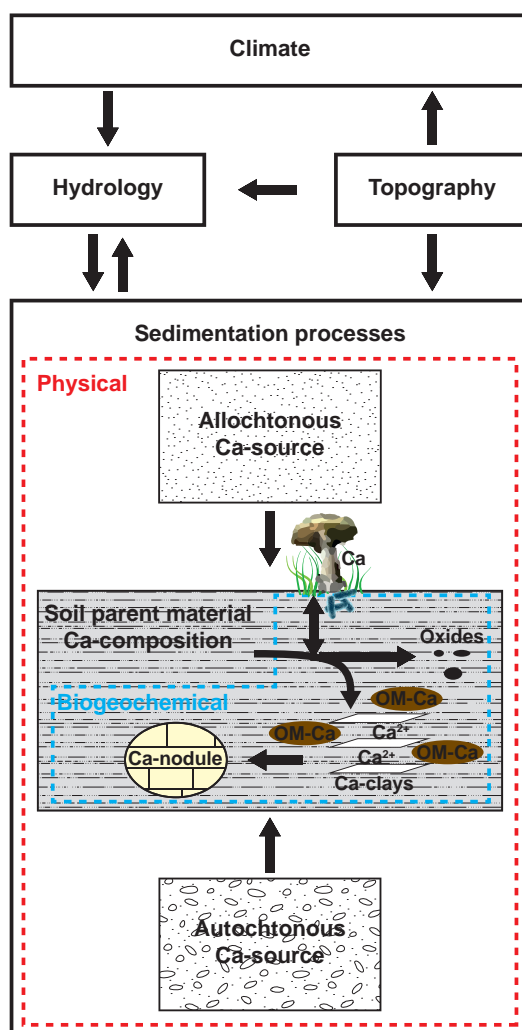 Climate
Hydrology
Topography
Sedimentation processes
Physical
Allochtonous
Ca-source
Ca
Soil parent material
Ca-composition
Oxides
Biogeochemical
OM-Ca
OM-Ca
Ca²⁺
OM-Ca
Ca²⁺
Ca-nodule
Ca-clays
Autochtonous
Ca-source